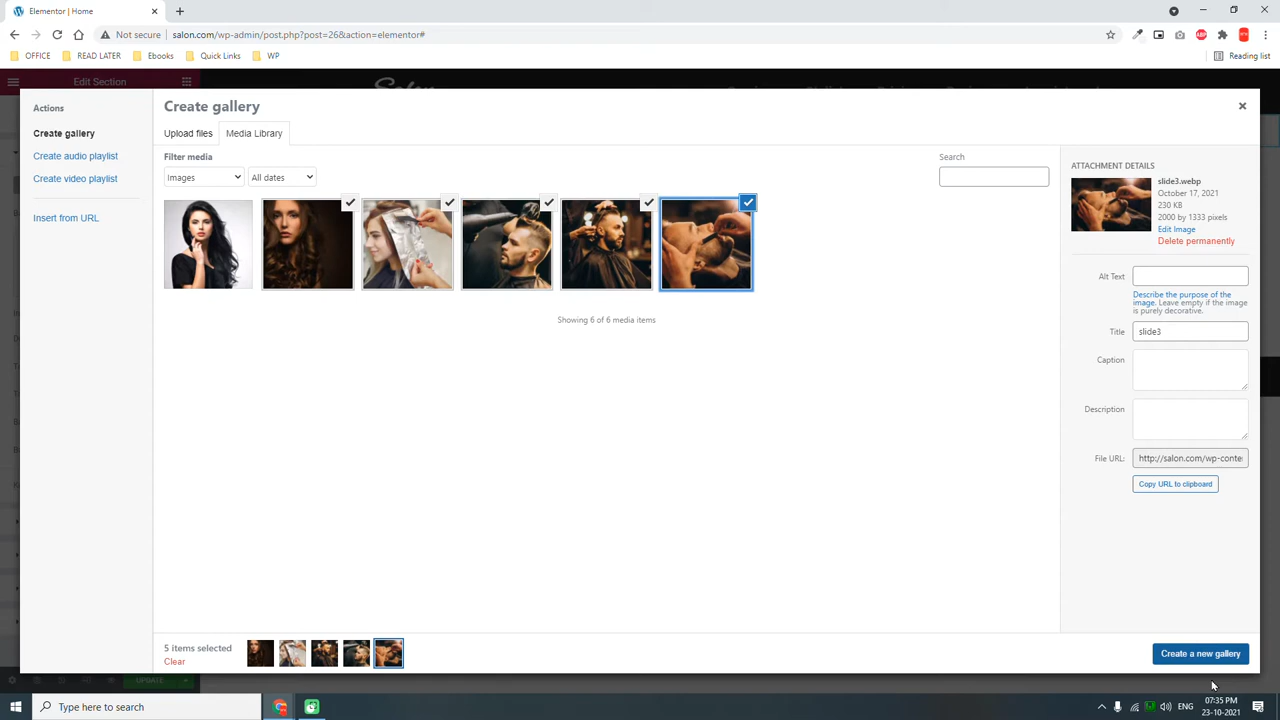 Elementor | Home
Not secure
salon.com/wp-admin/post.php?post=26&action=elementor#
OFFICE
READ LATER
Ebooks
Quick Links
WP
Reading list
Edit Section
Salon
Actions
Create gallery
Create audio playlist
Create video playlist
Insert from URL
Create gallery
Upload files
Media Library
Filter media
Images
All dates
Search
Showing 6 of 6 media items
ATTACHMENT DETAILS
slide3.webp
October 17, 2021
230 KB
2000 by 1333 pixels
Edit Image
Delete permanently
Alt Text
Describe the purpose of the
image. Leave empty if the image
is purely decorative.
Title
slide3
Caption
Description
File URL:
http://salon.com/wp-conte
Copy URL to clipboard
5 items selected
Clear
Create a new gallery
UPDATE
Type here to search
ENG
07:35 PM
23-10-2021